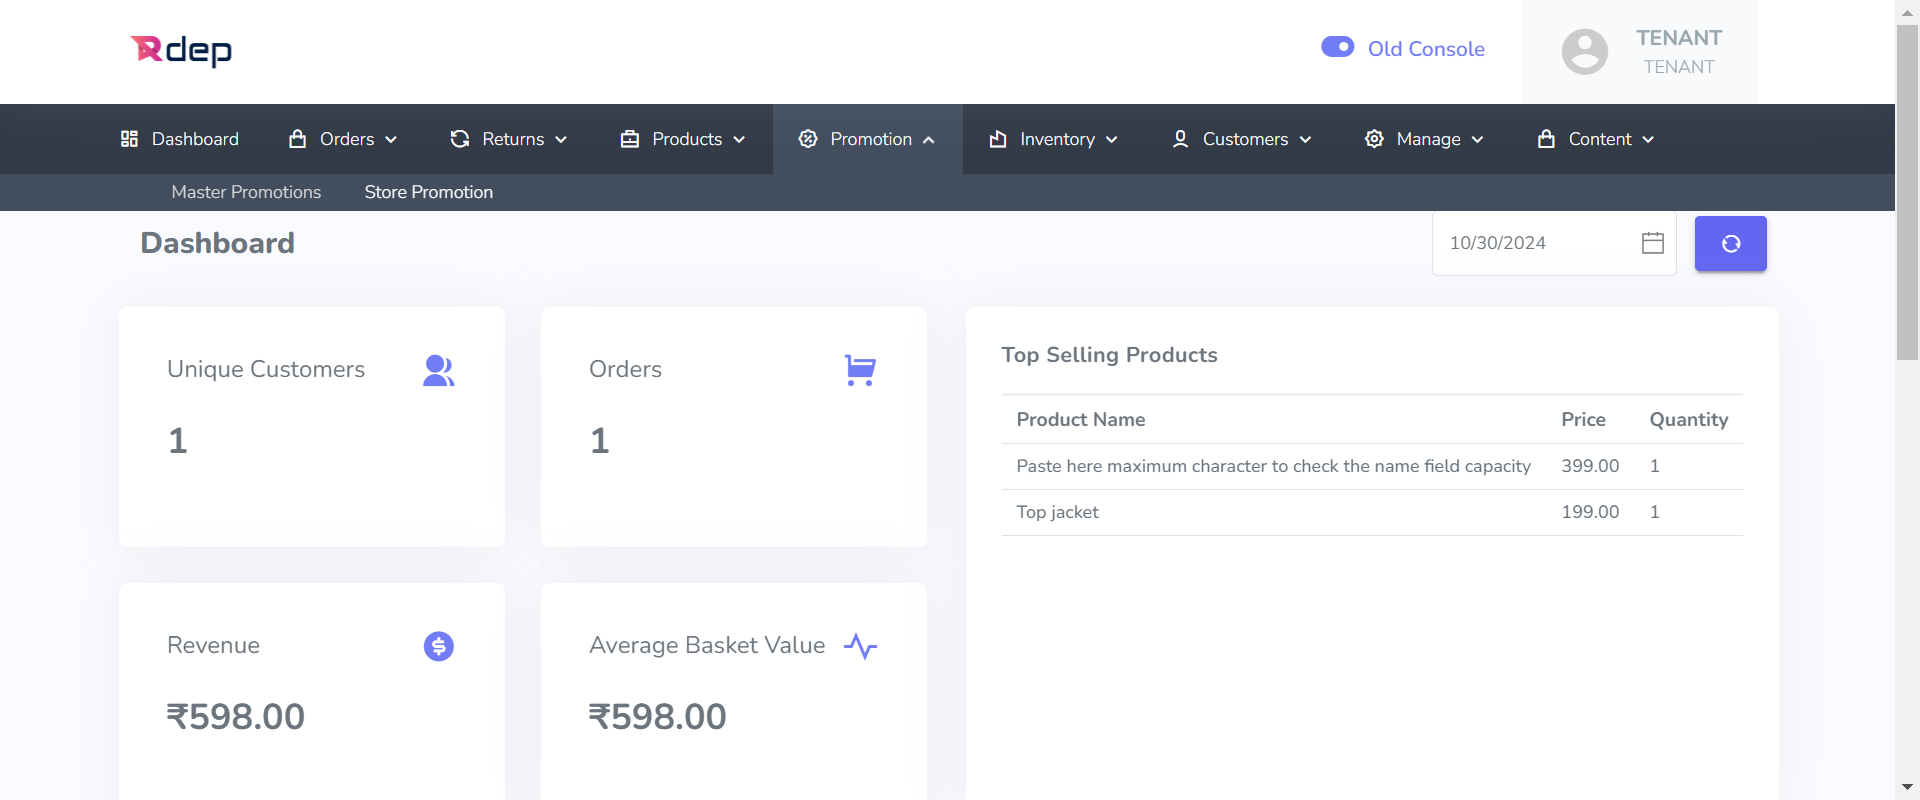 Rdep
Old Console
TENANT
TENANT
Dashboard Orders Returns Products Promotion Inventory Customers Manage Content
Master Promotions Store Promotion
Dashboard
10/30/2024
Unique Customers
1
Orders
1
Revenue
₹598.00
Average Basket Value
₹598.00
Top Selling Products
Product Name Price Quantity
Paste here maximum character to check the name field capacity 399.00 1
Top jacket 199.00 1